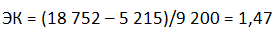 ЭК = (18 752 – 5 215)/9 200 = 1,47